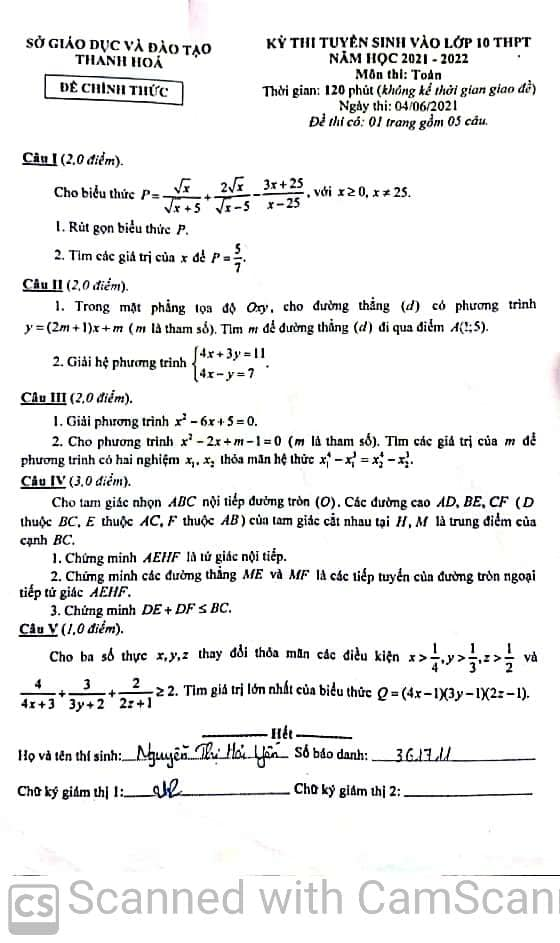 SỞ GIÁO DỤC VÀ ĐÀO TẠO
THANH HOÁ
ĐỀ CHÍNH THỨC
KỲ THI TUYỂN SINH VÀO LỚP 10 THPT
NĂM HỌC 2021 - 2022
Môn thi: Toán
Thời gian: 120 phút (không kể thời gian giao đề)
Ngày thi: 04/06/2021
Đề thi có: 01 trang gồm 05 câu.
Câu I (2,0 điểm).
Cho biểu thức P = √x/(√x + 5) + 2√x/(√x − 5) − (3x + 25)/(x − 25), với x ≥ 0, x ≠ 25.
1. Rút gọn biểu thức P.
2. Tìm các giá trị của x để P = 5/7.
Câu II (2,0 điểm).
1. Trong mặt phẳng tọa độ Oxy, cho đường thẳng (d) có phương trình
y = (2m + 1)x + m ( m là tham số). Tìm m để đường thẳng (d) đi qua điểm A(1;5).
2. Giải hệ phương trình { 4x + 3y = 11
4x − y = 7 .
Câu III (2,0 điểm).
1. Giải phương trình x² − 6x + 5 = 0.
2. Cho phương trình x² − 2x + m − 1 = 0 (m là tham số). Tìm các giá trị của m để
phương trình có hai nghiệm x₁, x₂ thỏa mãn hệ thức x₁⁴ − x₁³ = x₂⁴ − x₂³.
Câu IV (3,0 điểm).
Cho tam giác nhọn ABC nội tiếp đường tròn (O). Các đường cao AD, BE, CF ( D
thuộc BC, E thuộc AC, F thuộc AB ) của tam giác cắt nhau tại H, M là trung điểm của
cạnh BC.
1. Chứng minh AEHF là tứ giác nội tiếp.
2. Chứng minh các đường thẳng ME và MF là các tiếp tuyến của đường tròn ngoại
tiếp tứ giác AEHF.
3. Chứng minh DE + DF ≤ BC.
Câu V (1,0 điểm).
Cho ba số thực x, y, z thay đổi thỏa mãn các điều kiện x > 1/4, y > 1/3, z > 1/2 và
4/(4x + 3) + 3/(3y + 2) + 2/(2z + 1) ≥ 2. Tìm giá trị lớn nhất của biểu thức Q = (4x − 1)(3y − 1)(2z − 1).
Hết
Họ và tên thí sinh: Nguyễn Thị Hải Yến Số báo danh: 361711
Chữ ký giám thị 1: Chữ ký giám thị 2:
CS Scanned with CamScan